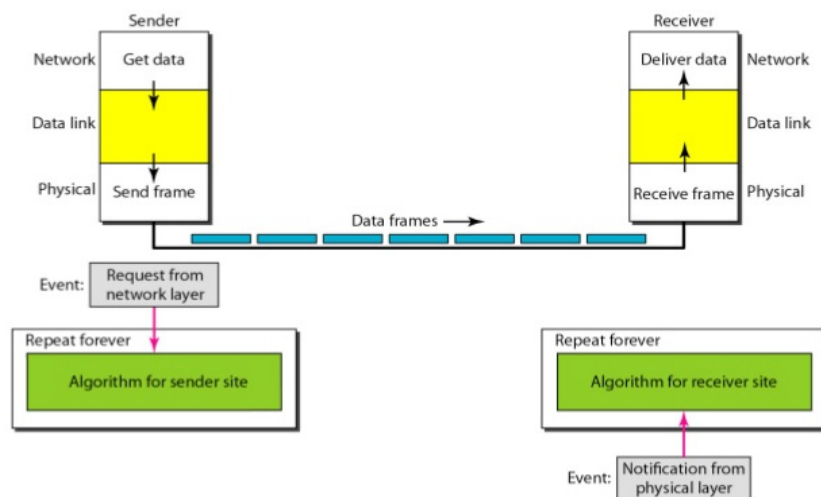 Sender
Receiver
Network
Get data
Deliver data
Network
Data link
Data link
Physical
Send frame
Receive frame
Physical
Data frames
Event:
Request from
network layer
Repeat forever
Algorithm for sender site
Repeat forever
Algorithm for receiver site
Event:
Notification from
physical layer